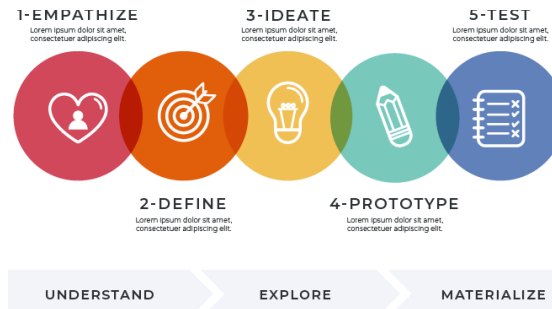 1-EMPATHIZE
Lorem ipsum dolor sit amet,
consectetuer adipiscing elit.
3-IDEATE
Lorem ipsum dolor sit amet,
consectetuer adipiscing elit.
5-TEST
Lorem ipsum dolor sit amet,
consectetuer adipiscing elit.
2-DEFINE
Lorem ipsum dolor sit amet,
consectetuer adipiscing elit.
4-PROTOTYPE
Lorem ipsum dolor sit amet,
consectetuer adipiscing elit.
UNDERSTAND
EXPLORE
MATERIALIZE